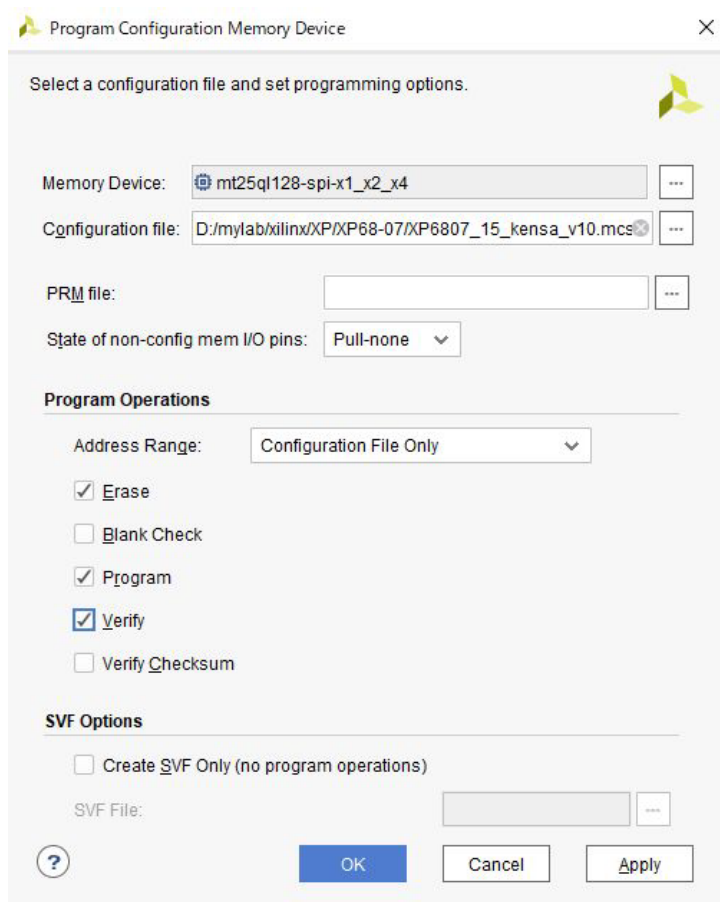 Program Configuration Memory Device
Select a configuration file and set programming options.
Memory Device: mt25ql128-spi-x1_x2_x4 ...
Configuration file: D:/mylab/xilinx/XP/XP68-07/XP6807_15_kensa_v10.mcs ...
PRM file: ...
State of non-config mem I/O pins: Pull-none
Program Operations
Address Range: Configuration File Only
Erase
Blank Check
Program
Verify
Verify Checksum
SVF Options
Create SVF Only (no program operations)
SVF File: ...
? OK Cancel Apply